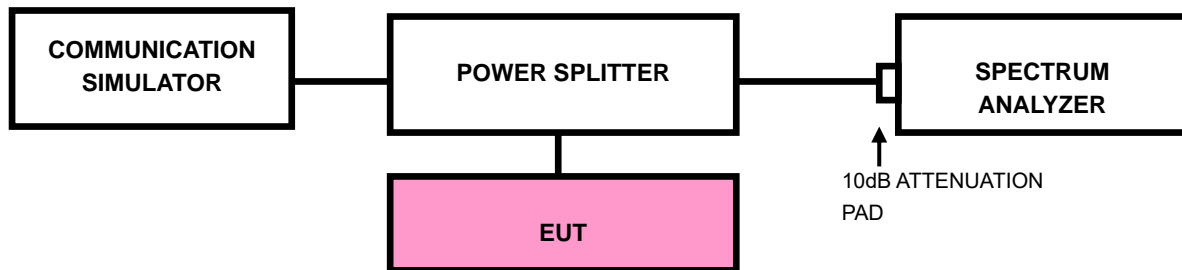 COMMUNICATION
SIMULATOR
POWER SPLITTER
SPECTRUM
ANALYZER
10dB ATTENUATION
PAD
EUT